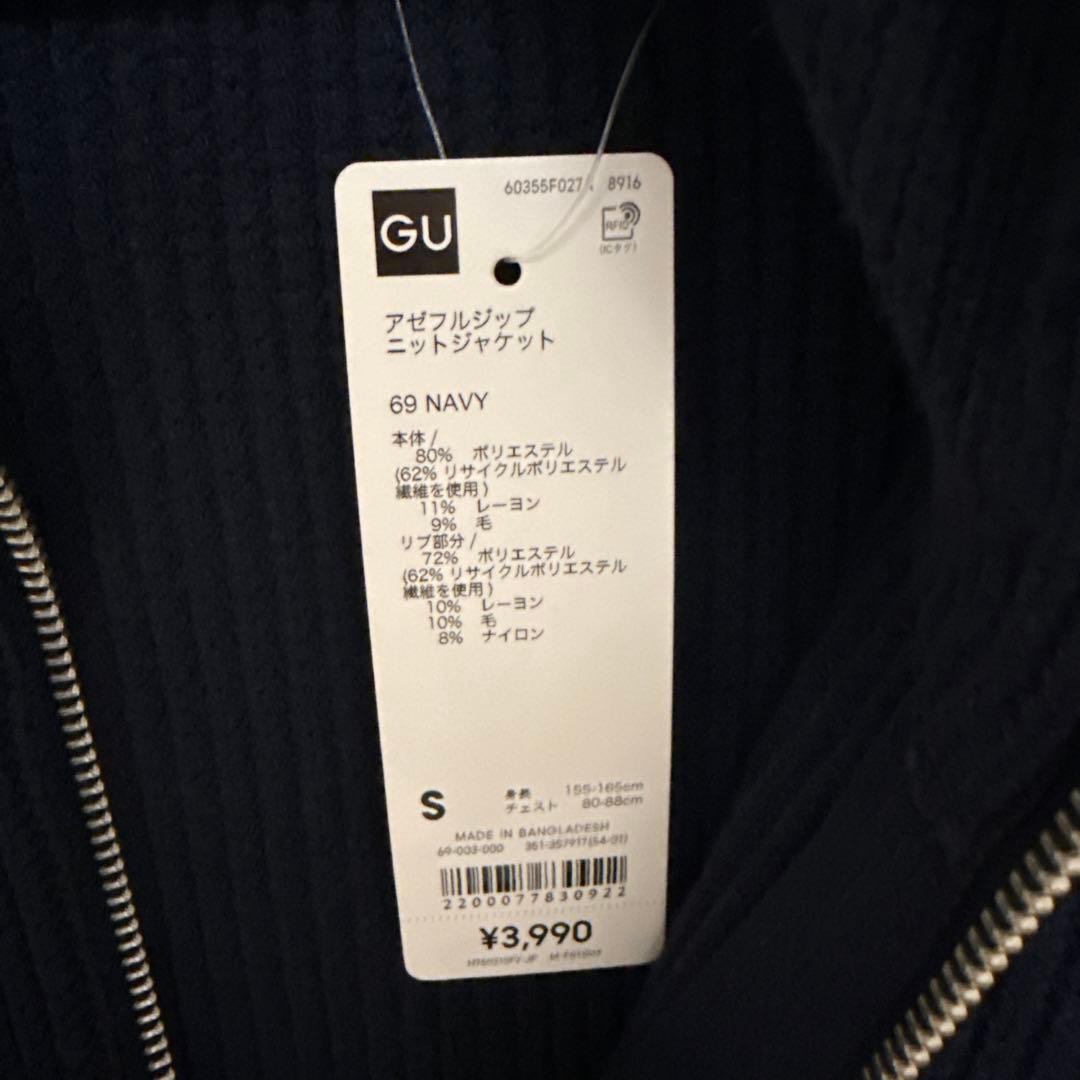 GU
8916
RFID
(ICタグ)
アゼフルジップ
ニットジャケット
69 NAVY
本体 /
80% ポリエステル
(62% リサイクルポリエステル
繊維を使用)
11% レーヨン
9% 毛
リブ部分 /
72% ポリエステル
(62% リサイクルポリエステル
繊維を使用)
10% レーヨン
10% 毛
8% ナイロン
S
身長 155-165cm
チェスト 80-88cm
MADE IN BANGLADESH
69-003-000 351-357917(54-01)
2200077830922
¥3,990